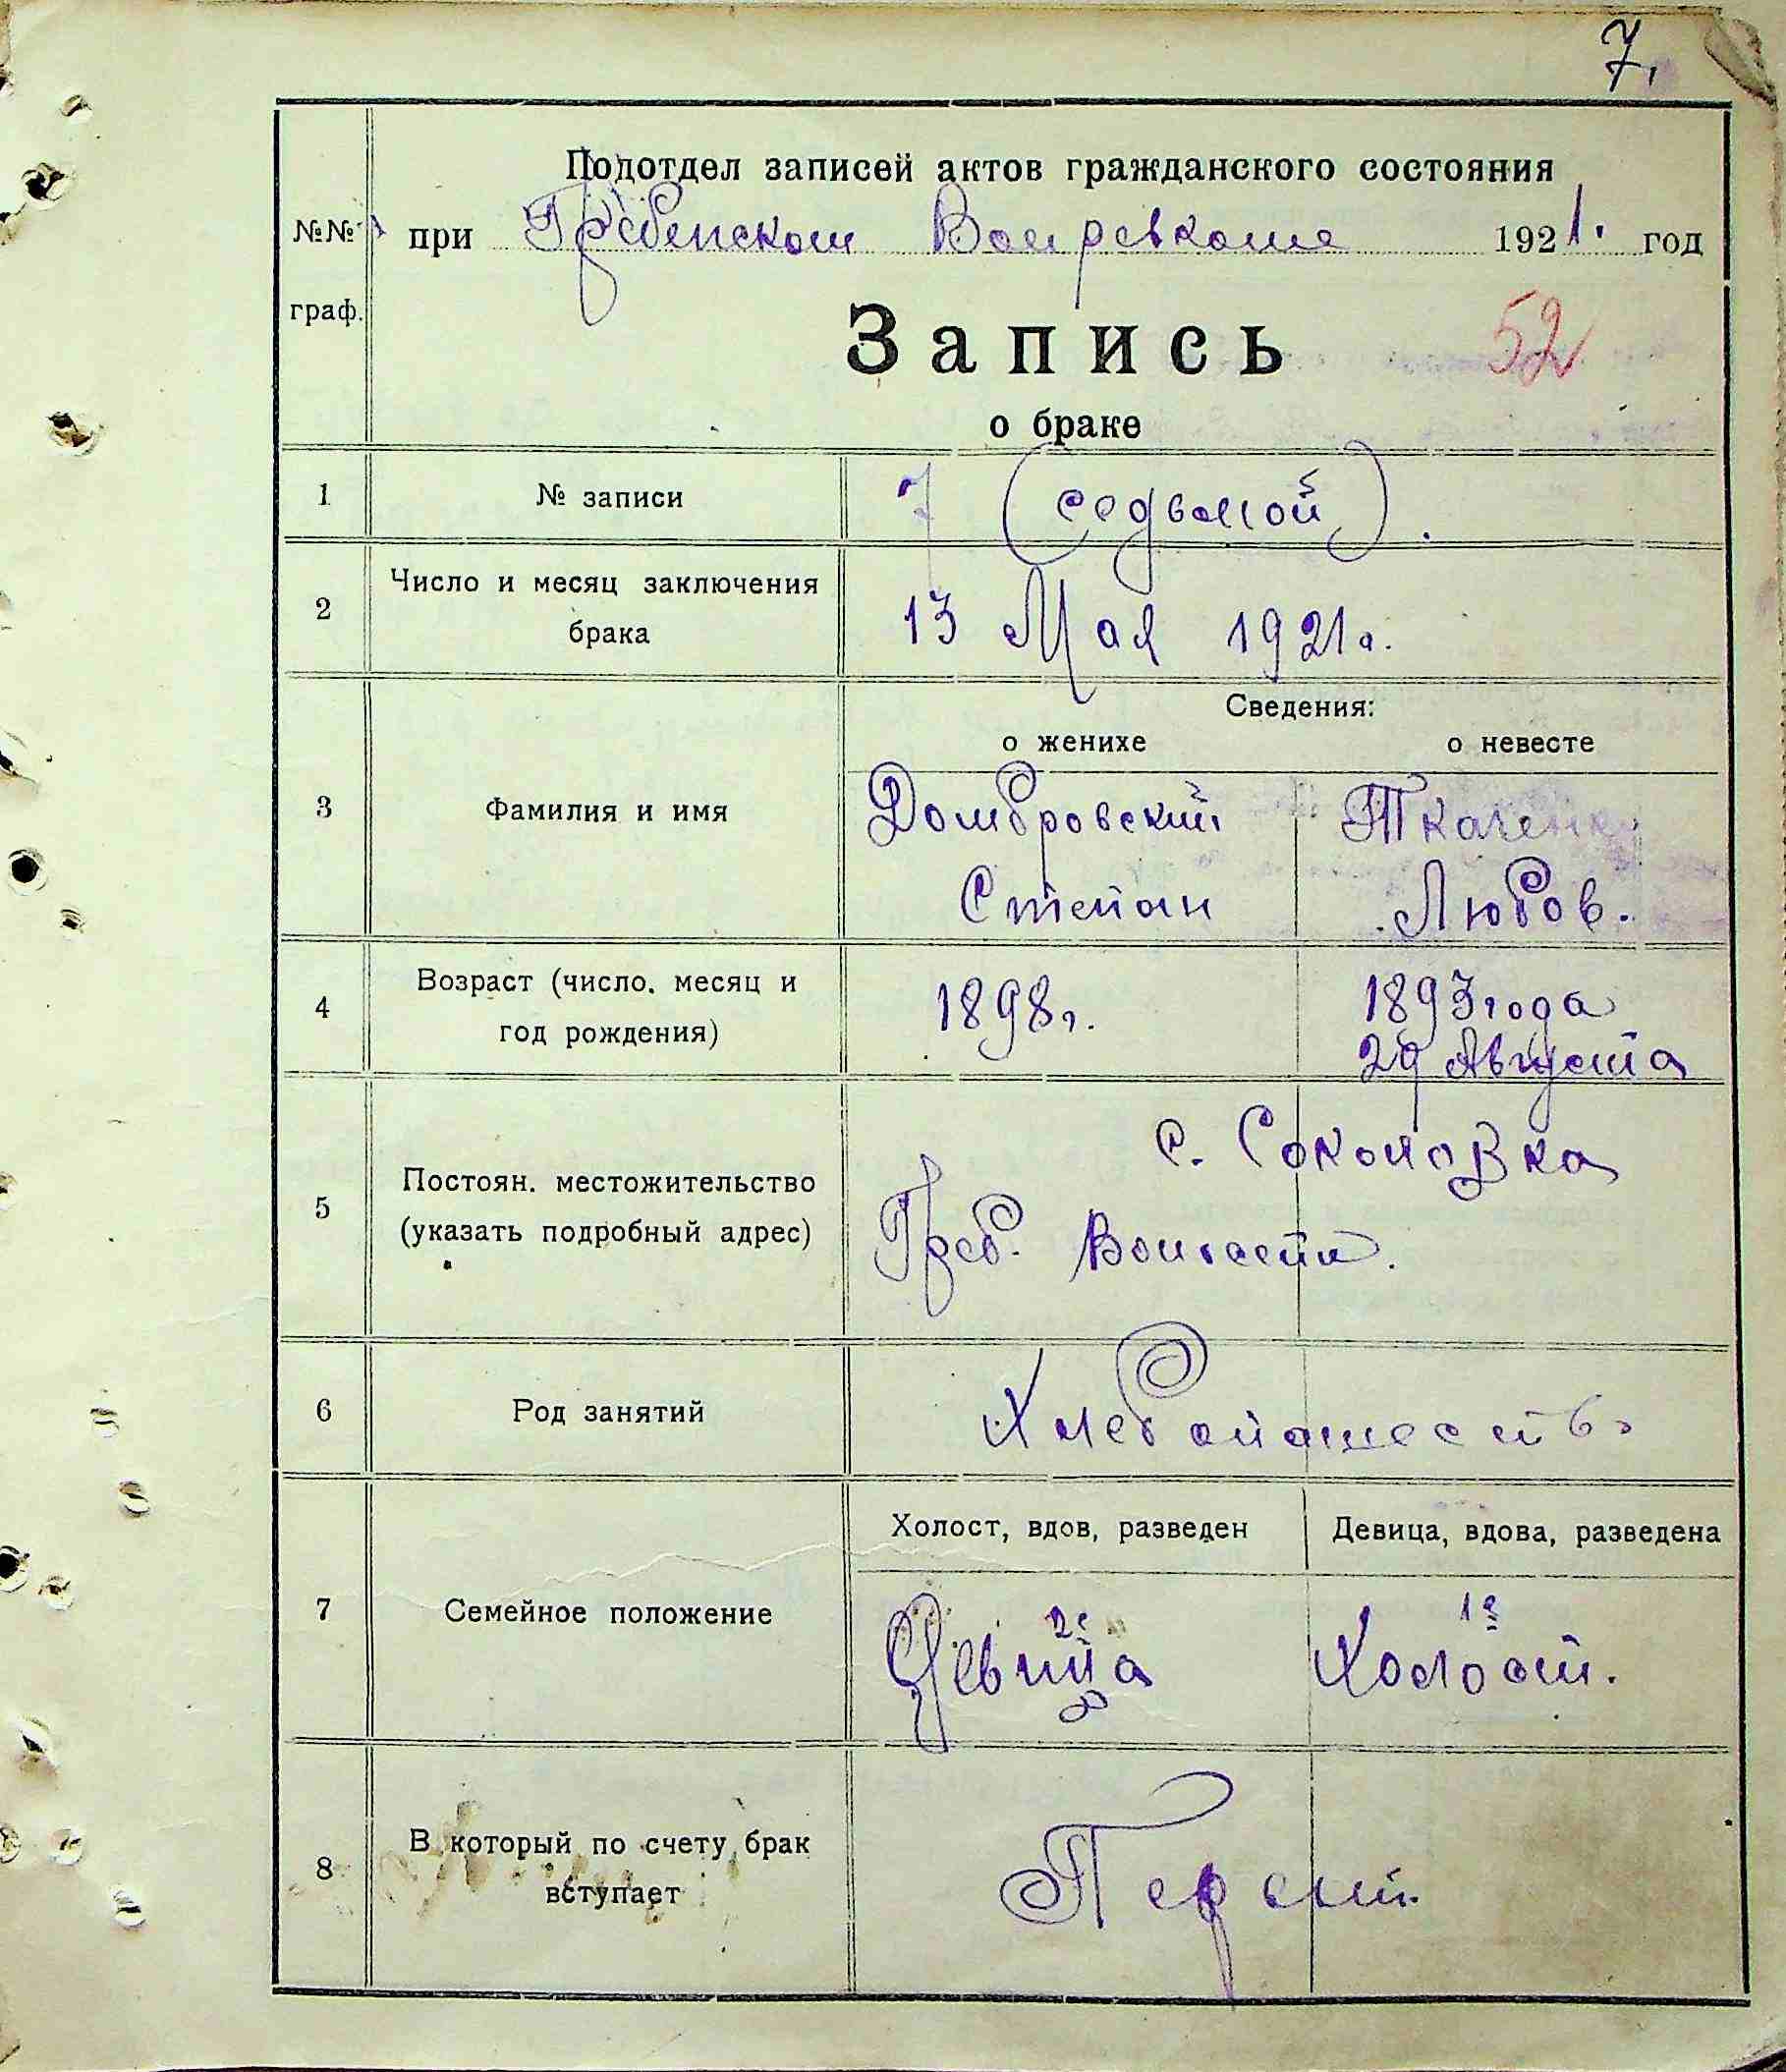 7.
Подотдел записей актов гражданского состояния
№№ при Гребенском Волревкоме 1921. год
граф.
Запись
52
о браке
1 № записи 7 (седьмой).
2 Число и месяц заключения
брака
13 Мая 1921г.
Сведения:
о женихе о невесте
3 Фамилия и имя
Домбровский Ткаченко
Степан Любов.
4 Возраст (число, месяц и
год рождения)
1898г. 1893 года
29 Августа
5 Постоян. местожительство
(указать подробный адрес)
с. Соколовка
Греб. Волости.
6 Род занятий Хлебопашество
Холост, вдов, разведен Девица, вдова, разведена
7 Семейное положение
2е 1е
Девица Холост.
8 В который по счету брак
вступает
Первый.